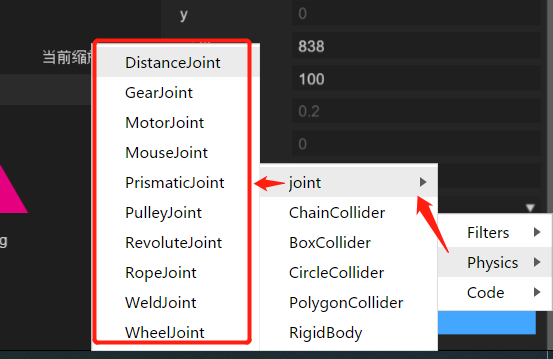 y
0
当前缩放
838
DistanceJoint
100
GearJoint
0.2
MotorJoint
0
MouseJoint
PrismaticJoint
joint
PulleyJoint
ChainCollider
Filters
RevoluteJoint
BoxCollider
Physics
RopeJoint
CircleCollider
Code
WeldJoint
PolygonCollider
WheelJoint
RigidBody
g